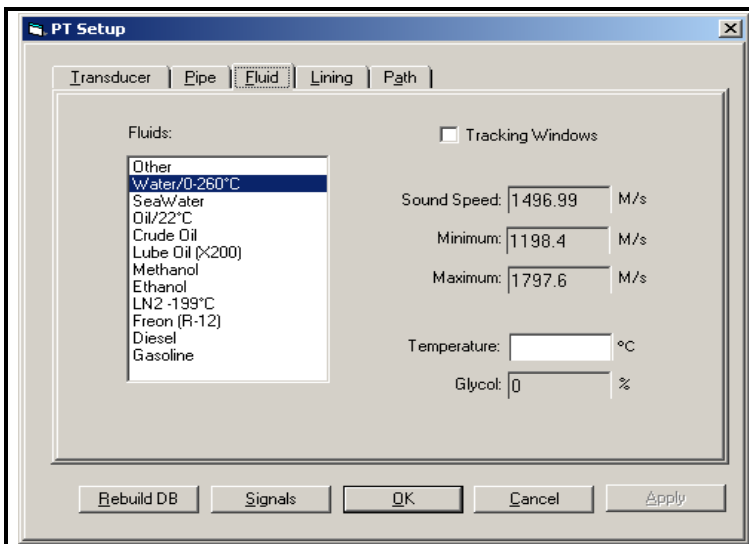 PT Setup
Transducer Pipe Fluid Lining Path
Fluids:
Tracking Windows
Other
Water/0-260°C
SeaWater
Oil/22°C
Crude Oil
Lube Oil (X200)
Methanol
Ethanol
LN2 -199°C
Freon (R-12)
Diesel
Gasoline
Sound Speed: 1496.99 M/s
Minimum: 1198.4 M/s
Maximum: 1797.6 M/s
Temperature: °C
Glycol: 0 %
Rebuild DB Signals OK Cancel Apply